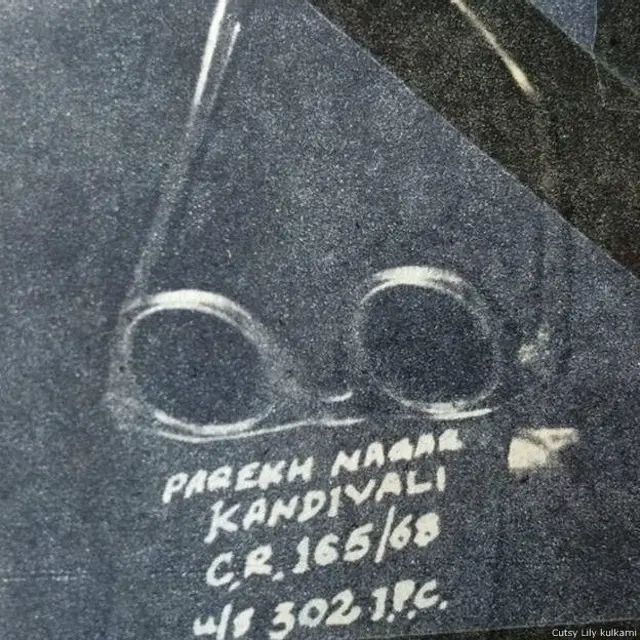 PAREKH NAGAR
KANDIVALI
C.R. 165/68
u/s 302 I.P.C.
Cutsy Lily kulkarni